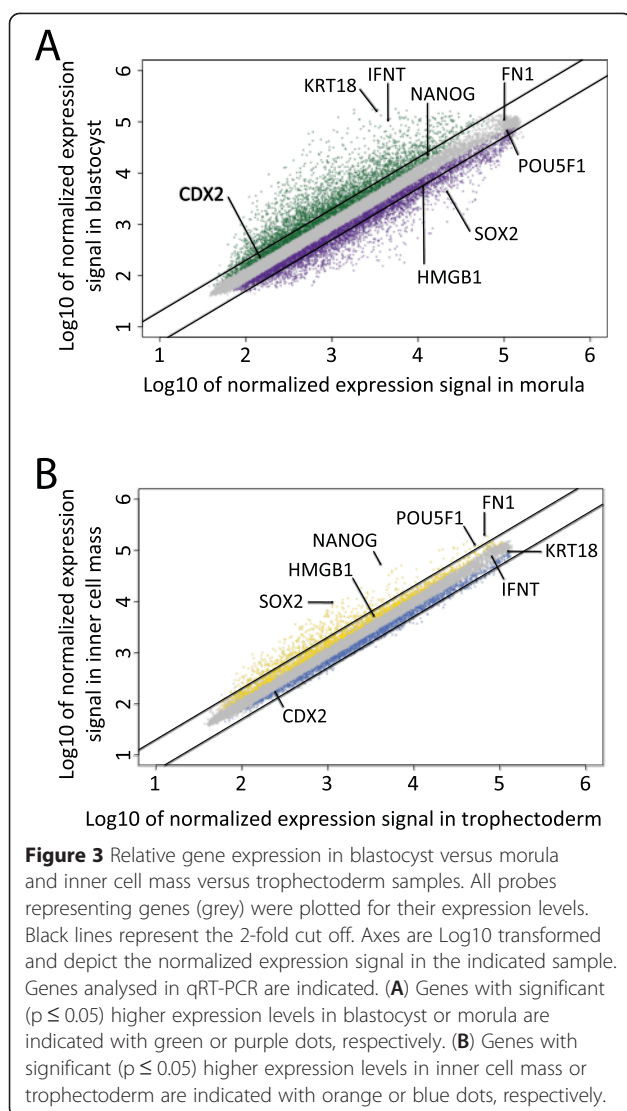 A
Log10 of normalized expression
signal in blastocyst
6
5
4
3
2
1
KRT18
IFNT
NANOG
FN1
CDX2
POU5F1
SOX2
HMGB1
1 2 3 4 5 6
Log10 of normalized expression signal in morula
B
Log10 of normalized expression
signal in inner cell mass
6
5
4
3
2
1
POU5F1
FN1
NANOG
KRT18
HMGB1
IFNT
SOX2
CDX2
1 2 3 4 5 6
Log10 of normalized expression signal in trophectoderm
Figure 3 Relative gene expression in blastocyst versus morula
and inner cell mass versus trophectoderm samples. All probes
representing genes (grey) were plotted for their expression levels.
Black lines represent the 2-fold cut off. Axes are Log10 transformed
and depict the normalized expression signal in the indicated sample.
Genes analysed in qRT-PCR are indicated. (A) Genes with significant
(p ≤ 0.05) higher expression levels in blastocyst or morula are
indicated with green or purple dots, respectively. (B) Genes with
significant (p ≤ 0.05) higher expression levels in inner cell mass or
trophectoderm are indicated with orange or blue dots, respectively.